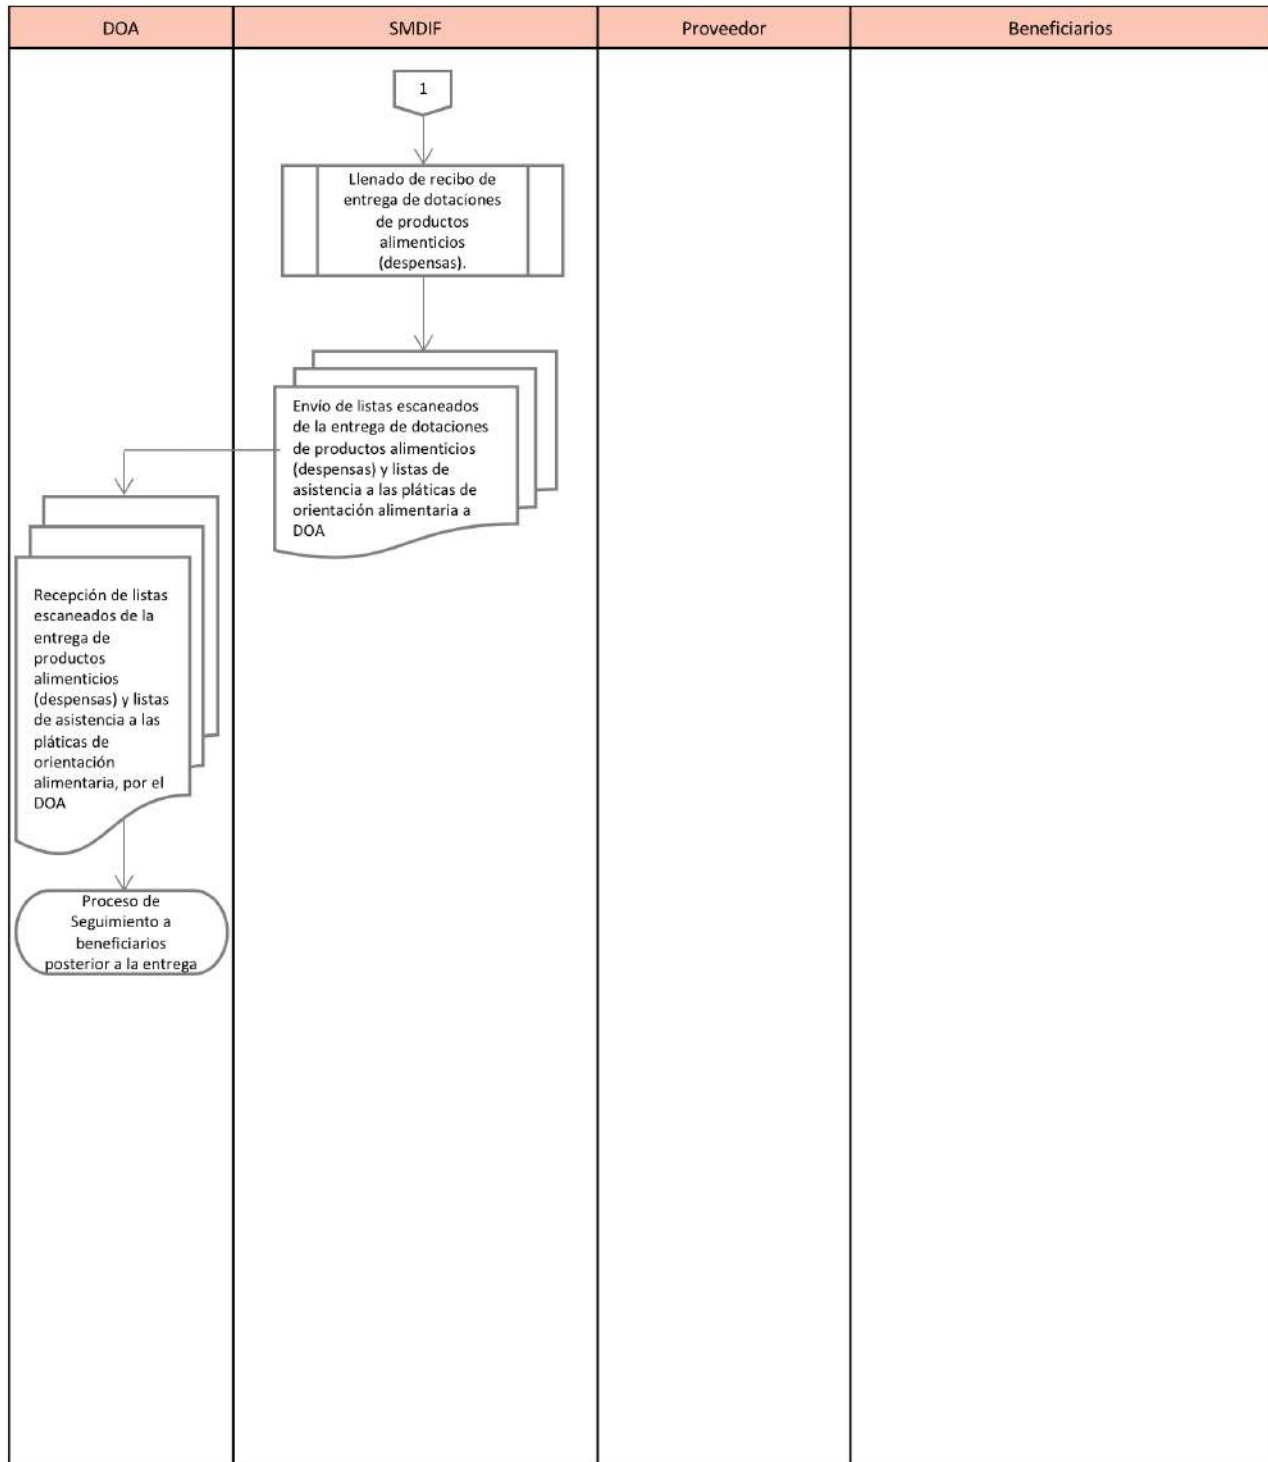 DOA
SMDIF
Proveedor
Beneficiarios
1
Llenado de recibo de
entrega de dotaciones
de productos
alimenticios
(despensas).
Envío de listas escaneados
de la entrega de dotaciones
de productos alimenticios
(despensas) y listas de
asistencia a las pláticas de
orientación alimentaria a
DOA
Recepción de listas
escaneados de la
entrega de
productos
alimenticios
(despensas) y listas
de asistencia a las
pláticas de
orientación
alimentaria, por el
DOA
Proceso de
Seguimiento a
beneficiarios
posterior a la entrega